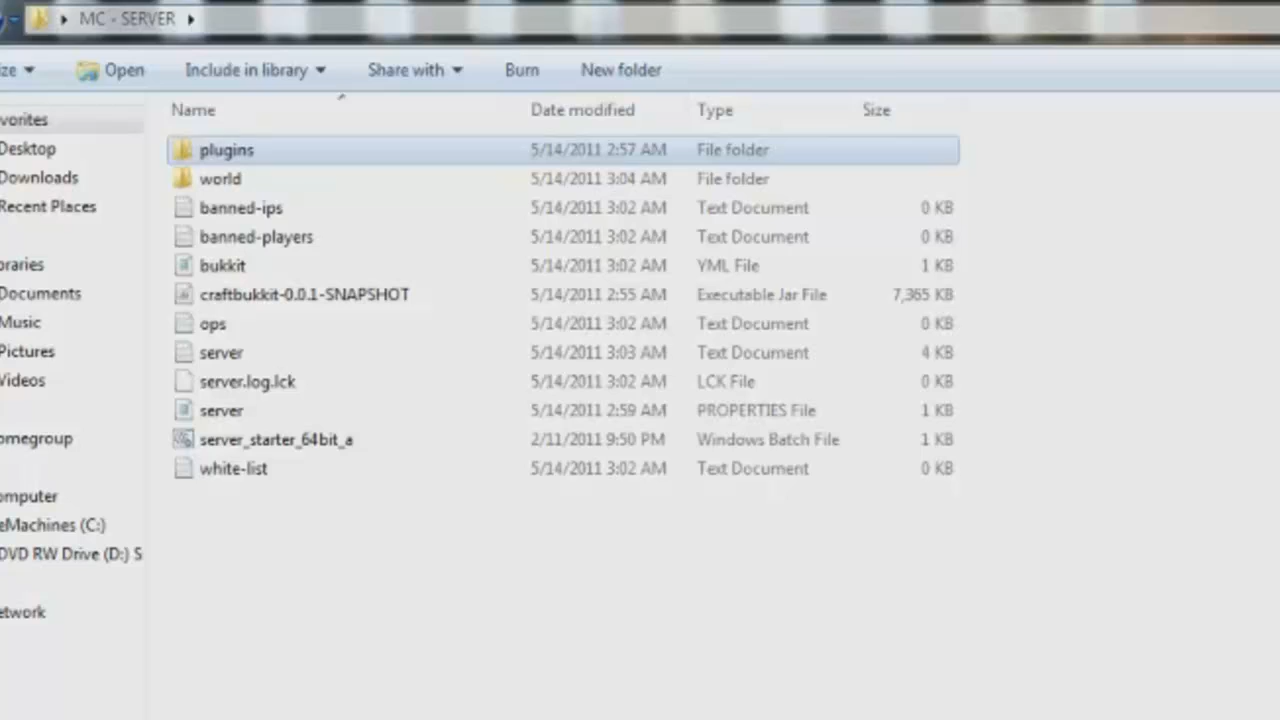 MC - SERVER
ize Open Include in library Share with Burn New folder
Name Date modified Type Size
vorites
Desktop
Downloads
Recent Places
braries
Documents
Music
Pictures
Videos
omegroup
omputer
eMachines (C:)
DVD RW Drive (D:) S
etwork
plugins 5/14/2011 2:57 AM File folder
world 5/14/2011 3:04 AM File folder
banned-ips 5/14/2011 3:02 AM Text Document 0 KB
banned-players 5/14/2011 3:02 AM Text Document 0 KB
bukkit 5/14/2011 3:02 AM YML File 1 KB
craftbukkit-0.0.1-SNAPSHOT 5/14/2011 2:55 AM Executable Jar File 7,365 KB
ops 5/14/2011 3:02 AM Text Document 0 KB
server 5/14/2011 3:03 AM Text Document 4 KB
server.log.lck 5/14/2011 3:02 AM LCK File 0 KB
server 5/14/2011 2:59 AM PROPERTIES File 1 KB
server_starter_64bit_a 2/11/2011 9:50 PM Windows Batch File 1 KB
white-list 5/14/2011 3:02 AM Text Document 0 KB